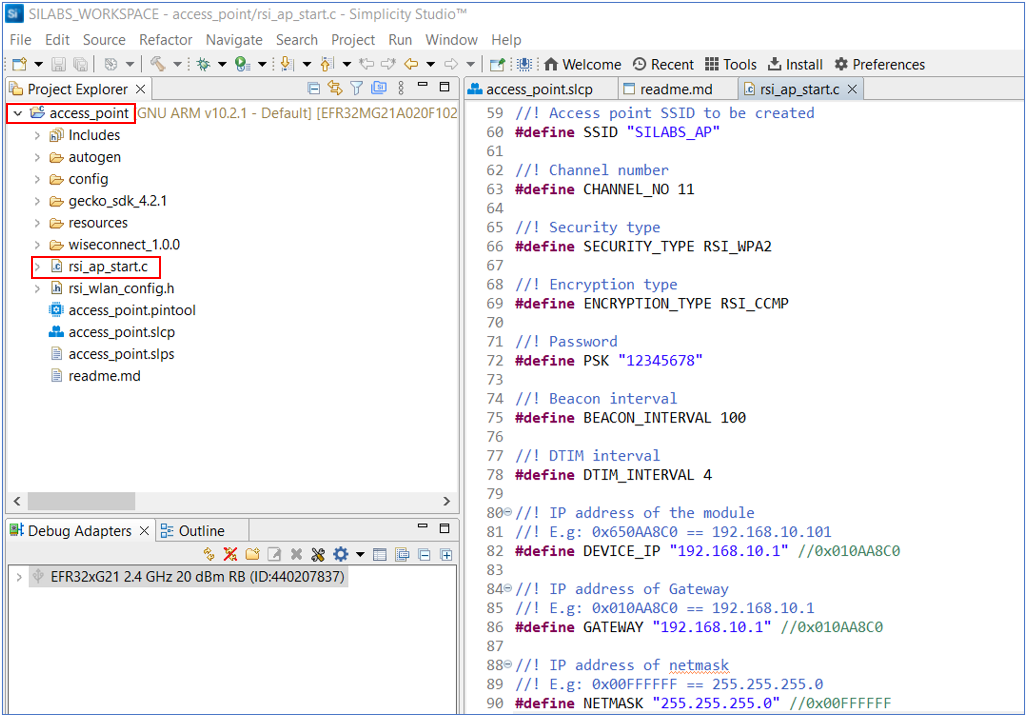 SILABS_WORKSPACE - access_point/rsi_ap_start.c - Simplicity Studio™
File Edit Source Refactor Navigate Search Project Run Window Help
Welcome Recent Tools Install Preferences
Project Explorer
access_point GNU ARM v10.2.1 - Default] [EFR32MG21A020F102
Includes
autogen
config
gecko_sdk_4.2.1
resources
wiseconnect_1.0.0
rsi_ap_start.c
rsi_wlan_config.h
access_point.pintool
access_point.slcp
access_point.slps
readme.md
Debug Adapters Outline
EFR32xG21 2.4 GHz 20 dBm RB (ID:440207837)
access_point.slcp readme.md rsi_ap_start.c
59 //! Access point SSID to be created
60 #define SSID "SILABS_AP"
61
62 //! Channel number
63 #define CHANNEL_NO 11
64
65 //! Security type
66 #define SECURITY_TYPE RSI_WPA2
67
68 //! Encryption type
69 #define ENCRYPTION_TYPE RSI_CCMP
70
71 //! Password
72 #define PSK "12345678"
73
74 //! Beacon interval
75 #define BEACON_INTERVAL 100
76
77 //! DTIM interval
78 #define DTIM_INTERVAL 4
79
80 //! IP address of the module
81 //! E.g: 0x650AA8C0 == 192.168.10.101
82 #define DEVICE_IP "192.168.10.1" //0x010AA8C0
83
84 //! IP address of Gateway
85 //! E.g: 0x010AA8C0 == 192.168.10.1
86 #define GATEWAY "192.168.10.1" //0x010AA8C0
87
88 //! IP address of netmask
89 //! E.g: 0x00FFFFFF == 255.255.255.0
90 #define NETMASK "255.255.255.0" //0x00FFFFFF